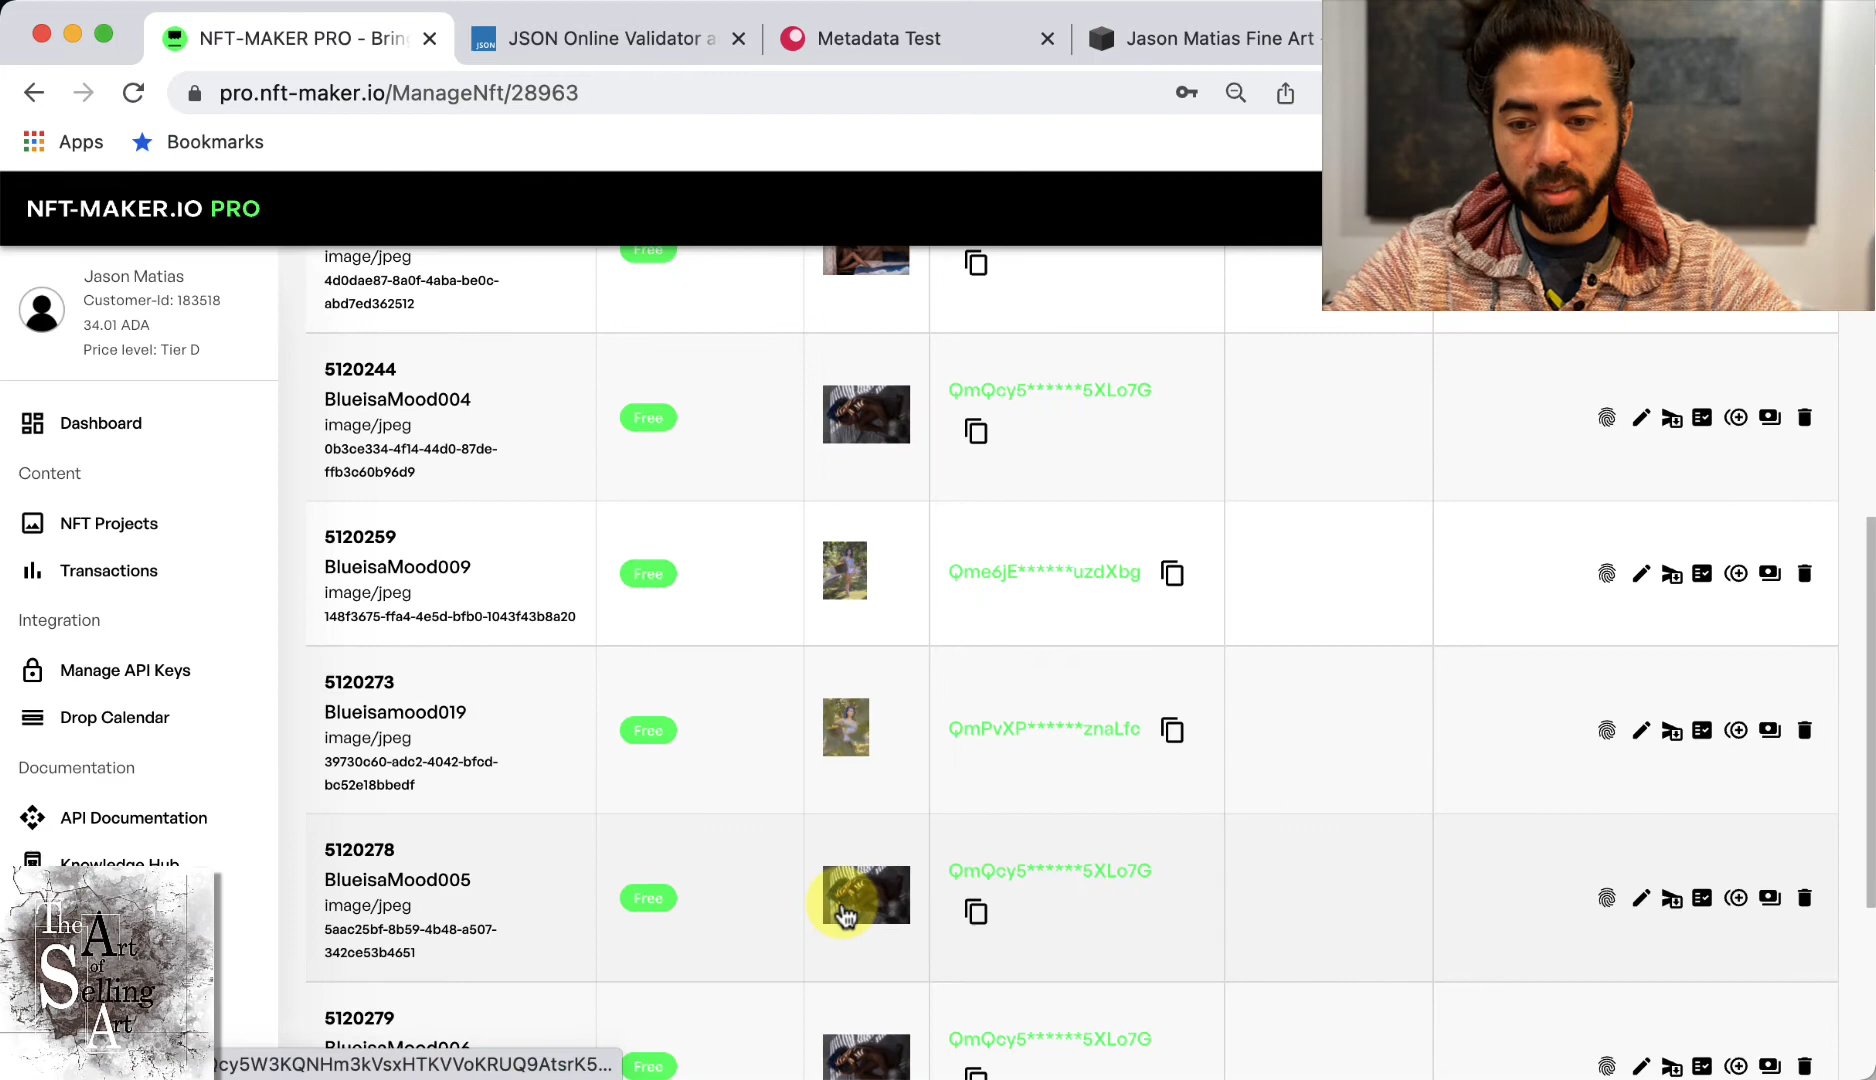 NFT-MAKER PRO - Bring
JSON Online Validator a
Metadata Test
Jason Matias Fine Art -
pro.nft-maker.io/ManageNft/28963
Apps
Bookmarks
NFT-MAKER.IO PRO
Jason Matias
Customer-Id: 183518
34.01 ADA
Price level: Tier D
Dashboard
Content
NFT Projects
Transactions
Integration
Manage API Keys
Drop Calendar
Documentation
API Documentation
Knowledge Hub
image/jpeg
4d0dae87-8a0f-4aba-be0c-
abd7ed362512
Free
5120244
BlueisaMood004
image/jpeg
0b3ce334-4f14-44d0-87de-
ffb3c60b96d9
Free
QmQcy5******5XLo7G
5120259
BlueisaMood009
image/jpeg
148f3675-ffa4-4e5d-bfb0-1043f43b8a20
Free
Qme6jE******uzdXbg
5120273
Blueisamood019
image/jpeg
39730c60-adc2-4042-bfcd-
bc52e18bbedf
Free
QmPvXP******znaLfc
5120278
BlueisaMood005
image/jpeg
5aac25bf-8b59-4b48-a507-
342ce53b4651
Free
QmQcy5******5XLo7G
5120279
BlueisaMood006
Free
QmQcy5******5XLo7G
cy5W3KQNHm3kVsxHTKVVoKRUQ9AtsrK5...
The
Art
of
Selling
Art
JSON